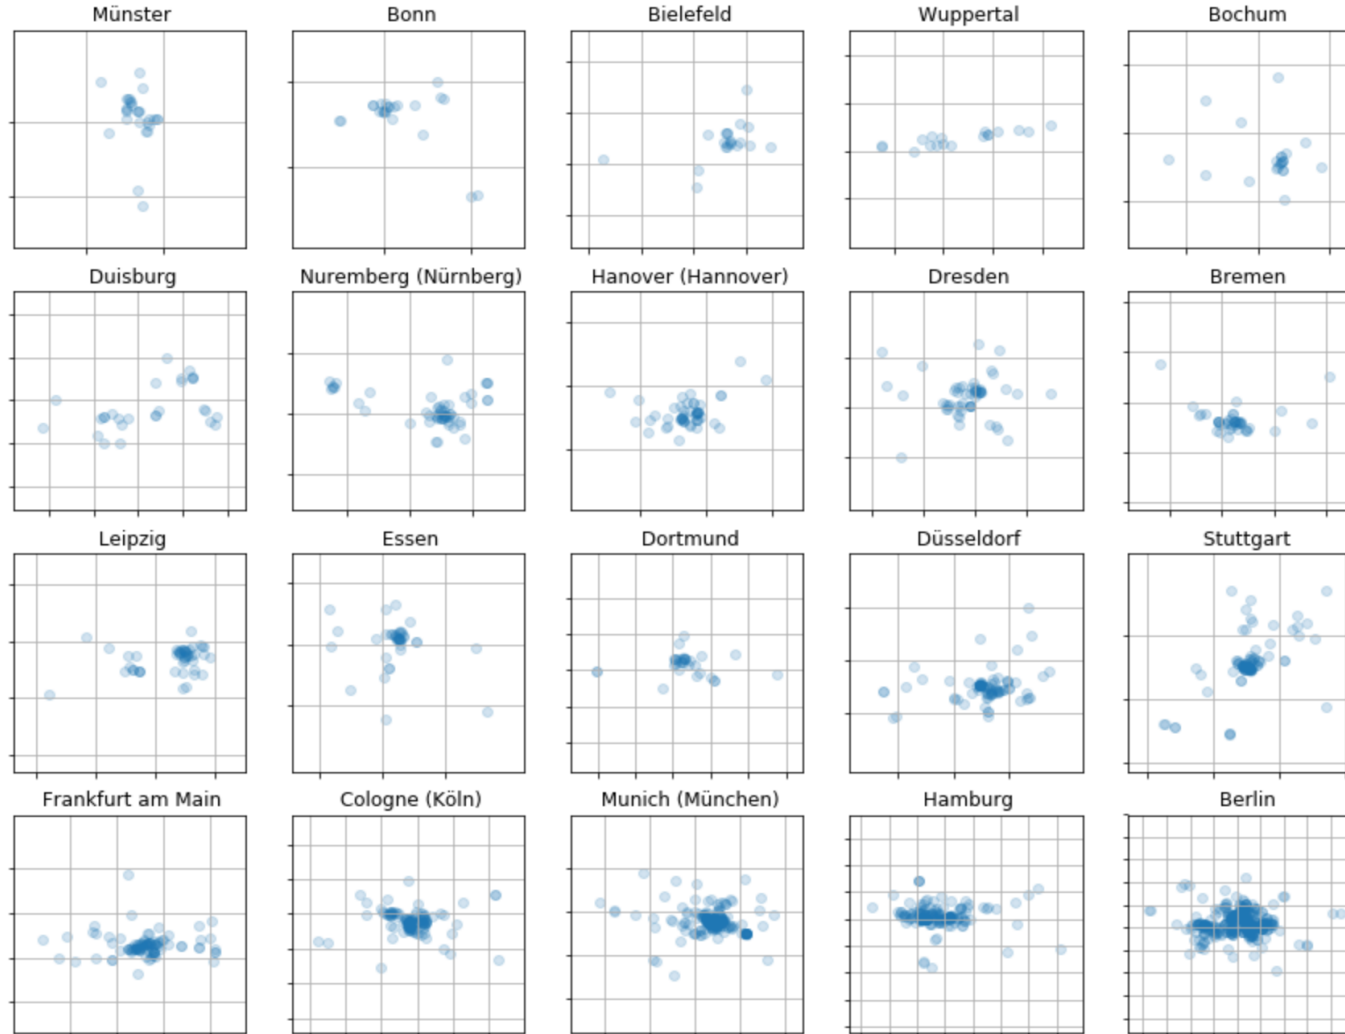 Münster
Bonn
Bielefeld
Wuppertal
Bochum
Duisburg
Nuremberg (Nürnberg)
Hanover (Hannover)
Dresden
Bremen
Leipzig
Essen
Dortmund
Düsseldorf
Stuttgart
Frankfurt am Main
Cologne (Köln)
Munich (München)
Hamburg
Berlin